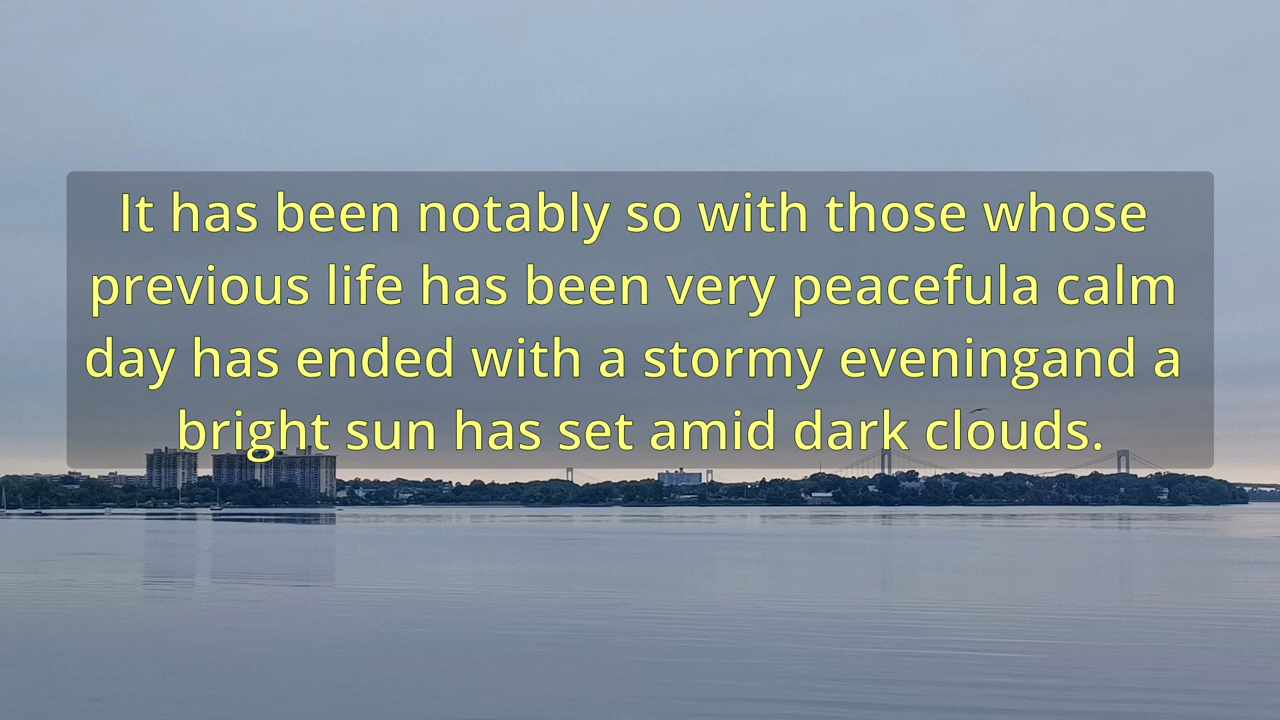 It has been notably so with those whose
previous life has been very peacefula calm
day has ended with a stormy eveningand a
bright sun has set amid dark clouds.